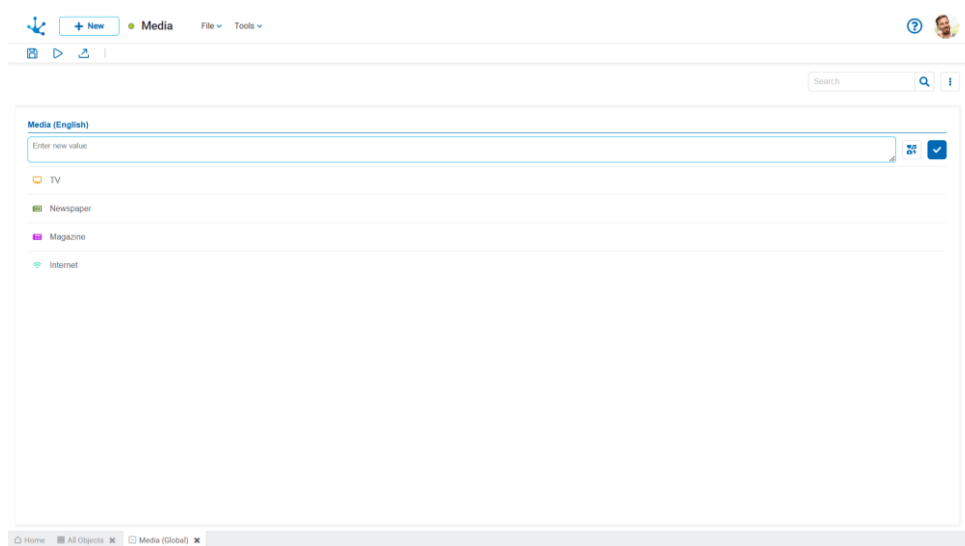 New Media File Tools
Search
Media (English)
Enter new value
TV
Newspaper
Magazine
Internet
Home All Objects Media (Global)